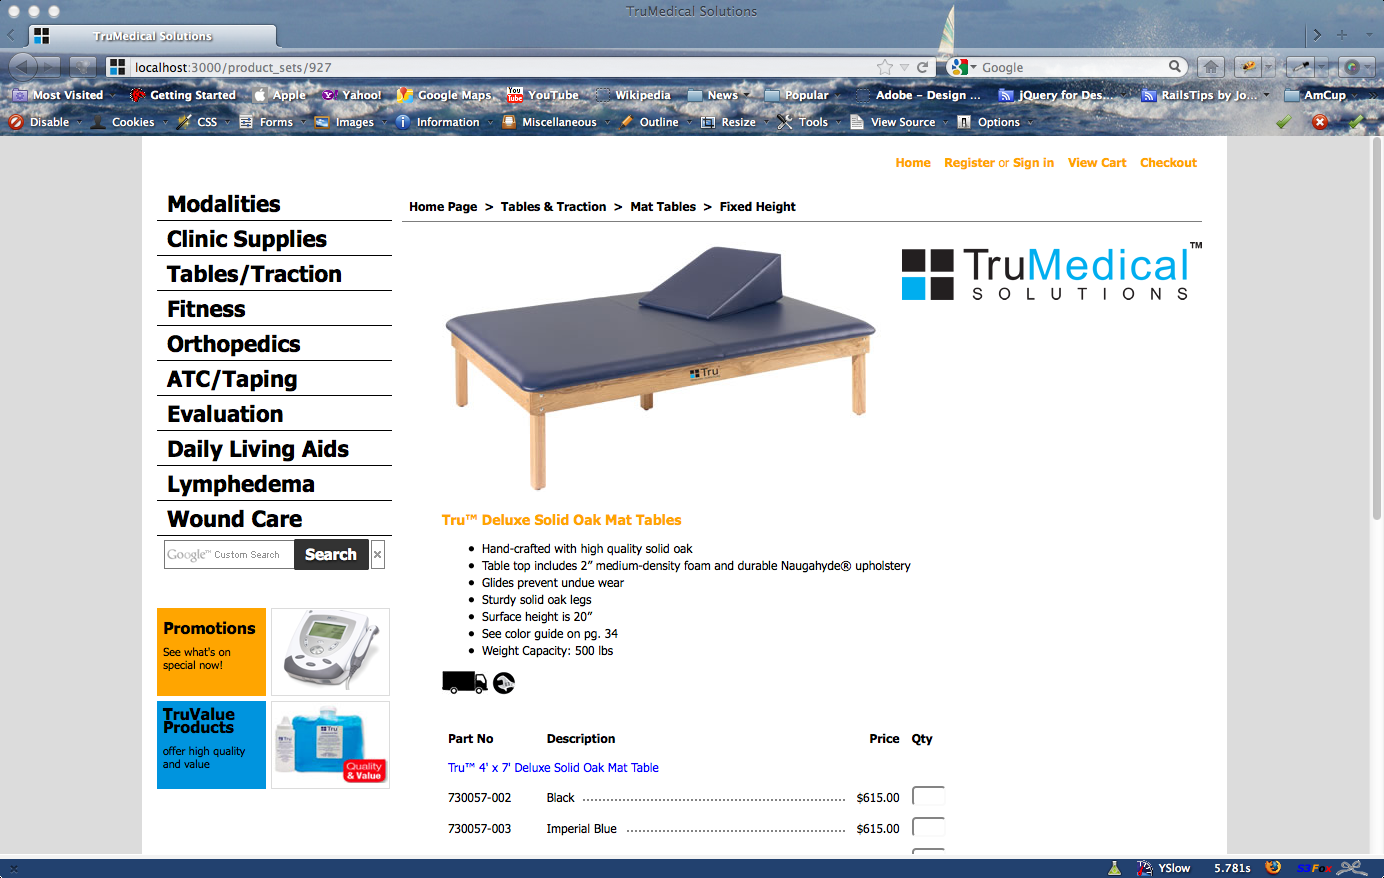 TruMedical Solutions
TruMedical Solutions
localhost:3000/product_sets/927
Google
Most Visited Getting Started Apple Yahoo! Google Maps YouTube Wikipedia News Popular Adobe – Design ... jQuery for Des... RailsTips by Jo... AmCup
Disable Cookies CSS Forms Images Information Miscellaneous Outline Resize Tools View Source Options
Home Register or Sign in View Cart Checkout
Home Page > Tables & Traction > Mat Tables > Fixed Height
Modalities
Clinic Supplies
Tables/Traction
Fitness
Orthopedics
ATC/Taping
Evaluation
Daily Living Aids
Lymphedema
Wound Care
Google™ Custom Search Search
Promotions
See what's on
special now!
TruValue
Products
offer high quality
and value
Tru
Quality
& Value
TruMedical™
SOLUTIONS
Tru
Tru™ Deluxe Solid Oak Mat Tables
• Hand-crafted with high quality solid oak
• Table top includes 2” medium-density foam and durable Naugahyde® upholstery
• Glides prevent undue wear
• Sturdy solid oak legs
• Surface height is 20”
• See color guide on pg. 34
• Weight Capacity: 500 lbs
Part No Description Price Qty
Tru™ 4' x 7' Deluxe Solid Oak Mat Table
730057-002 Black $615.00
730057-003 Imperial Blue $615.00
YSlow 5.781s S3Fox